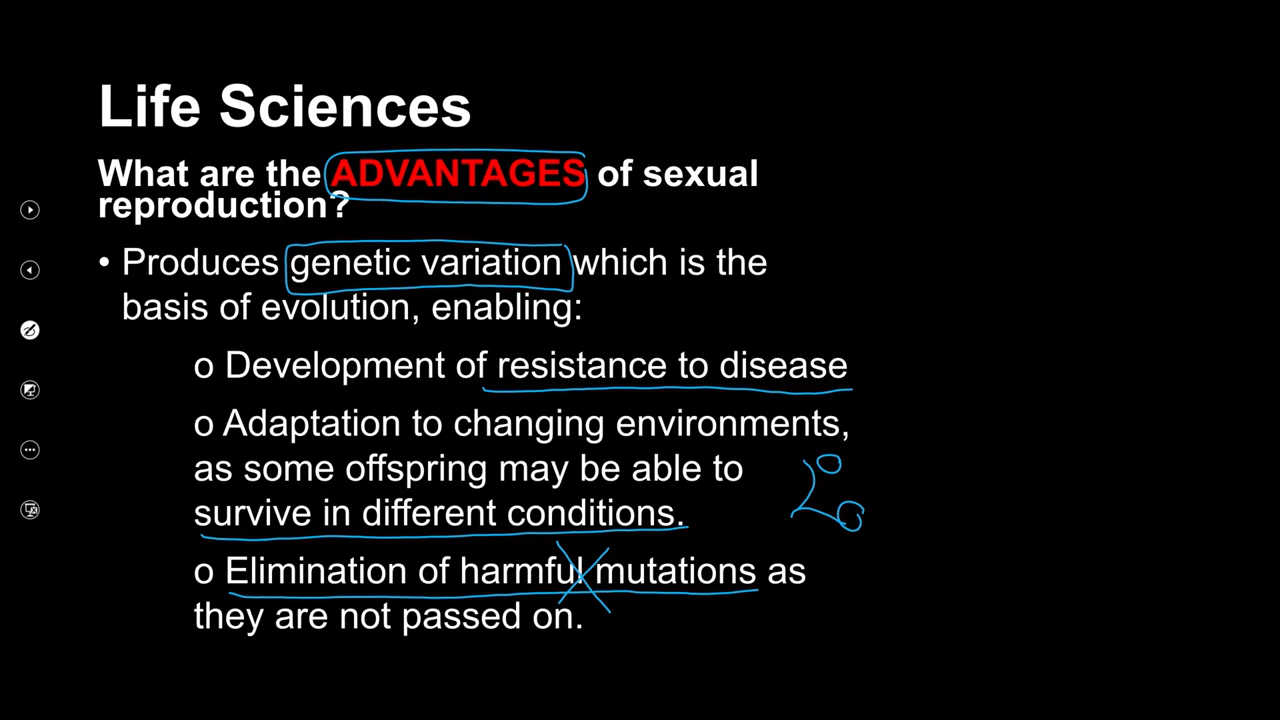 Life Sciences
What are the ADVANTAGES of sexual
reproduction?
• Produces genetic variation which is the
basis of evolution, enabling:
o Development of resistance to disease
o Adaptation to changing environments,
as some offspring may be able to
survive in different conditions.
o Elimination of harmful mutations as
they are not passed on.